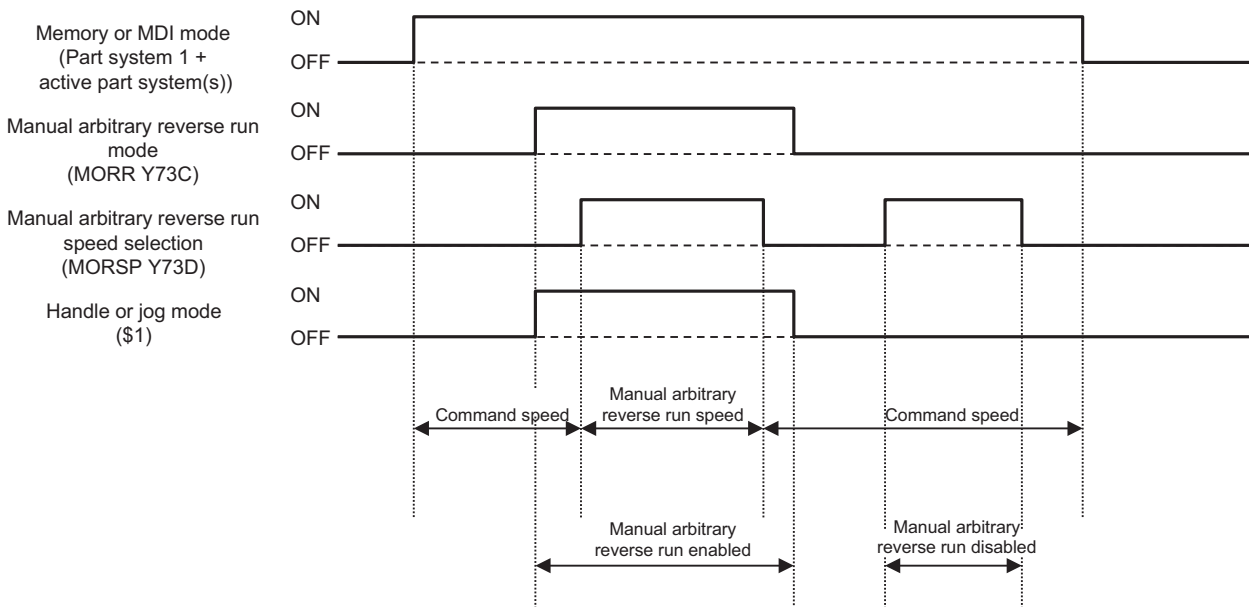 ON
Memory or MDI mode
(Part system 1 +
active part system(s))
OFF
ON
Manual arbitrary reverse run
mode
(MORR Y73C)
OFF
ON
Manual arbitrary reverse run
speed selection
(MORSP Y73D)
OFF
ON
Handle or jog mode
($1)
OFF
Command speed
Manual arbitrary
reverse run speed
Command speed
Manual arbitrary
reverse run enabled
Manual arbitrary
reverse run disabled